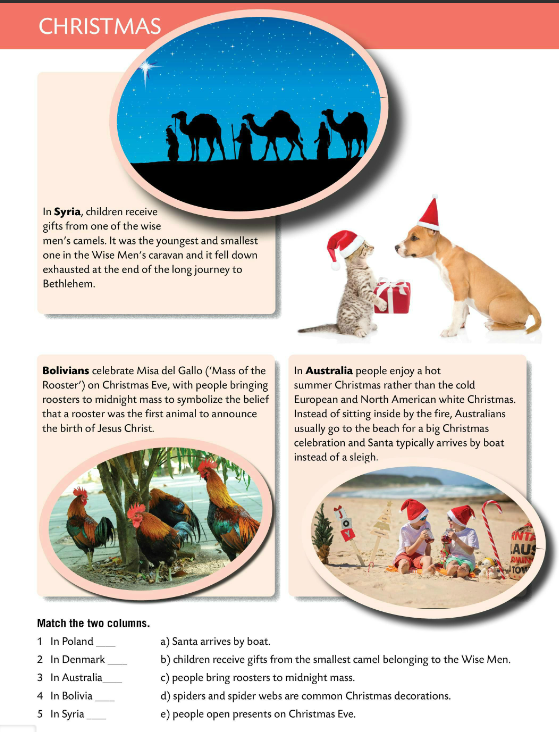 CHRISTMAS
In Syria, children receive
gifts from one of the wise
men's camels. It was the youngest and smallest
one in the Wise Men's caravan and it fell down
exhausted at the end of the long journey to
Bethlehem.
Bolivians celebrate Misa del Gallo ('Mass of the
Rooster') on Christmas Eve, with people bringing
roosters to midnight mass to symbolize the belief
that a rooster was the first animal to announce
the birth of Jesus Christ.
In Australia people enjoy a hot
summer Christmas rather than the cold
European and North American white Christmas.
Instead of sitting inside by the fire, Australians
usually go to the beach for a big Christmas
celebration and Santa typically arrives by boat
instead of a sleigh.
JOY
Match the two columns.
1 In Poland ____ a) Santa arrives by boat.
2 In Denmark ____ b) children receive gifts from the smallest camel belonging to the Wise Men.
3 In Australia____ c) people bring roosters to midnight mass.
4 In Bolivia ____ d) spiders and spider webs are common Christmas decorations.
5 In Syria ____ e) people open presents on Christmas Eve.